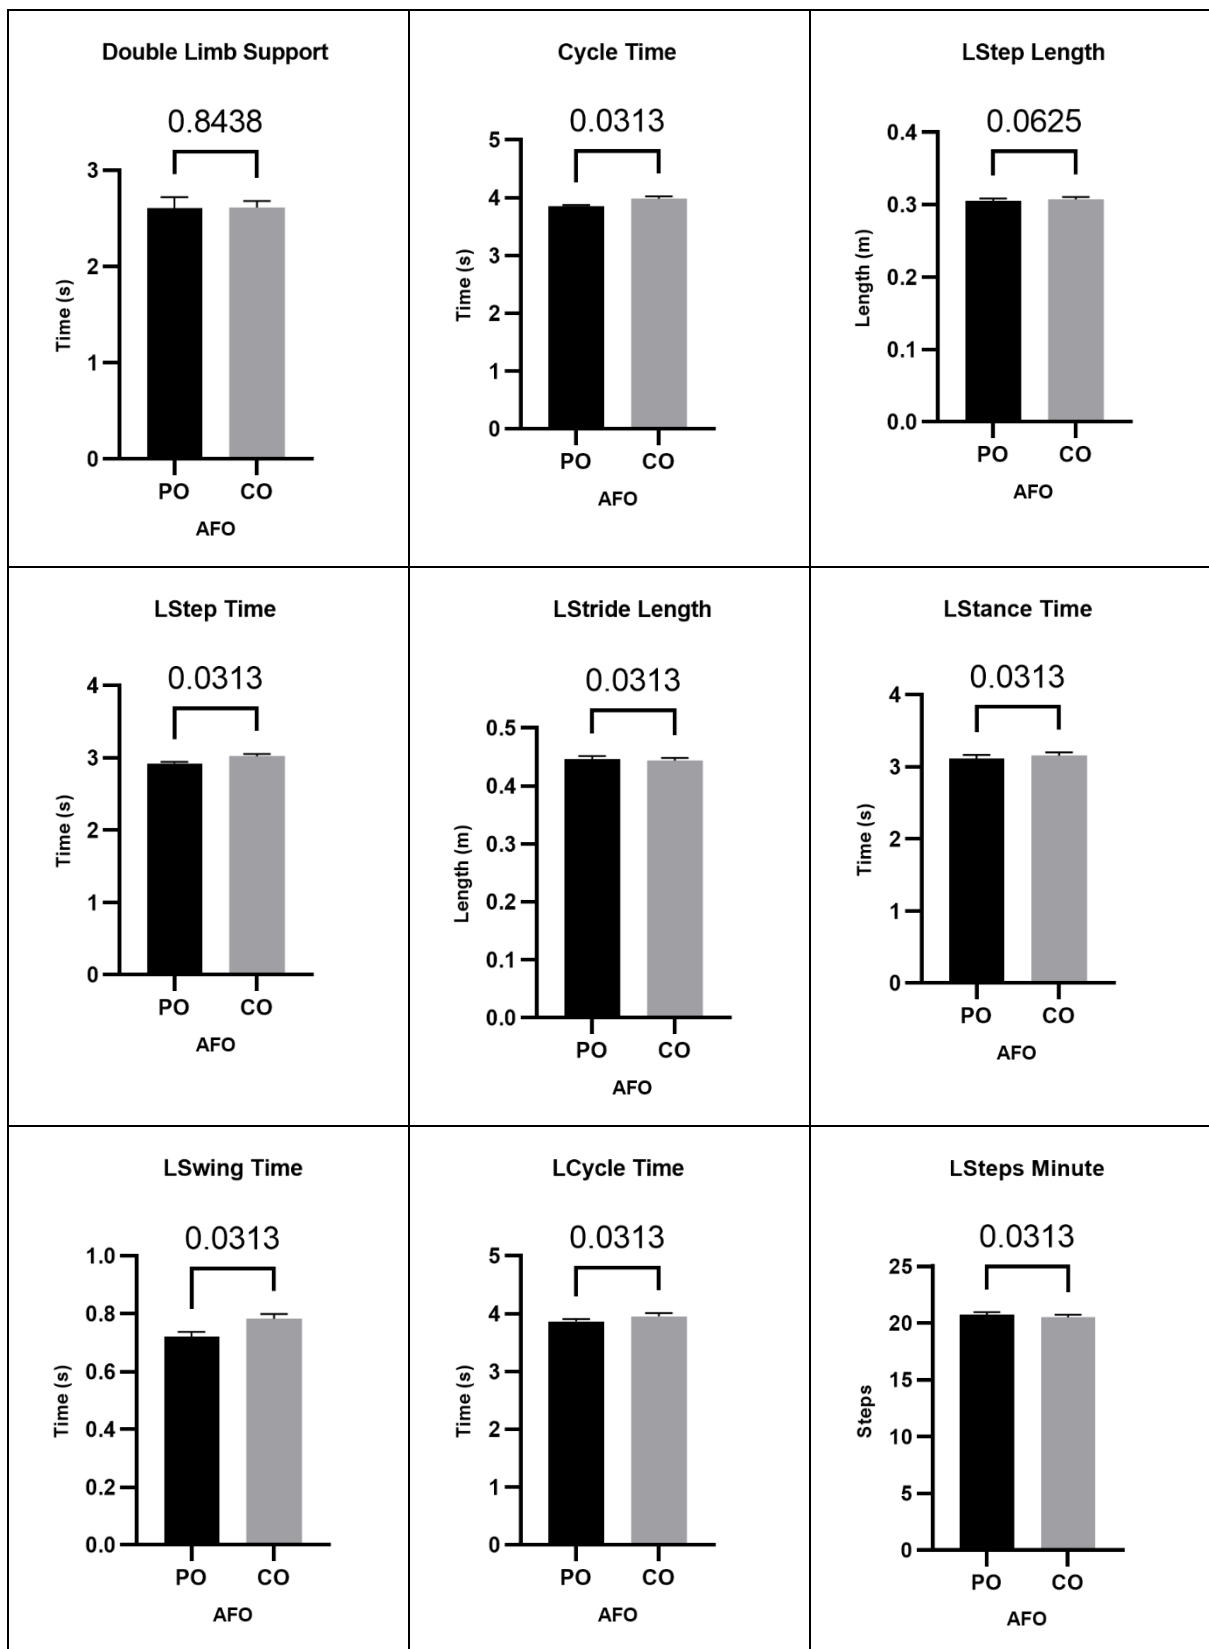 Double Limb Support
0.8438
3
2
1
0
Time (s)
PO CO
AFO
Cycle Time
0.0313
5
4
3
2
1
0
Time (s)
PO CO
AFO
LStep Length
0.0625
0.4
0.3
0.2
0.1
0.0
Length (m)
PO CO
AFO
LStep Time
0.0313
4
3
2
1
0
Time (s)
PO CO
AFO
LStride Length
0.0313
0.5
0.4
0.3
0.2
0.1
0.0
Length (m)
PO CO
AFO
LStance Time
0.0313
4
3
2
1
0
Time (s)
PO CO
AFO
LSwing Time
0.0313
1.0
0.8
0.6
0.4
0.2
0.0
Time (s)
PO CO
AFO
LCycle Time
0.0313
5
4
3
2
1
0
Time (s)
PO CO
AFO
LSteps Minute
0.0313
25
20
15
10
5
0
Steps
PO CO
AFO